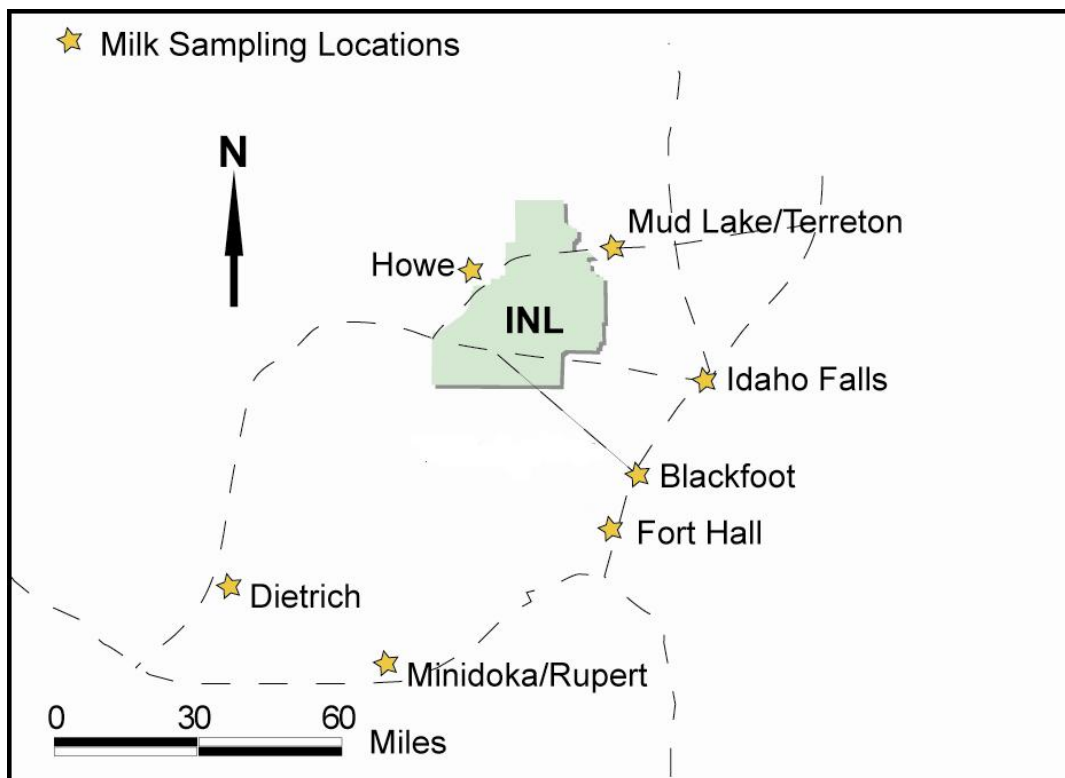 Milk Sampling Locations
N
Mud Lake/Terreton
Howe
INL
Idaho Falls
Blackfoot
Fort Hall
Dietrich
Minidoka/Rupert
0 30 60
Miles